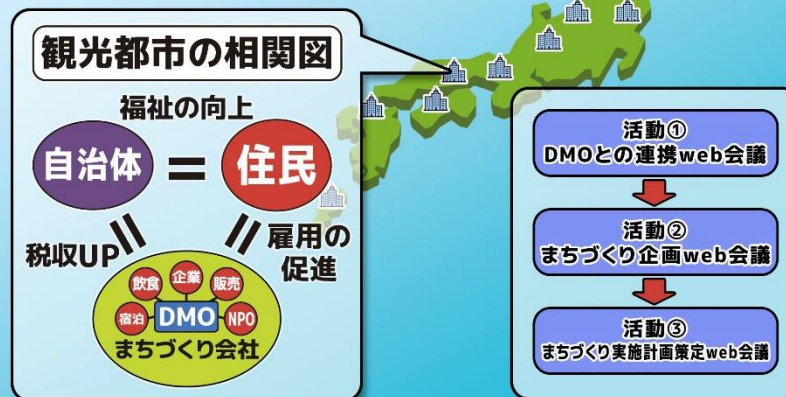 観光都市の相関図
福祉の向上
自治体
住民
税収UP
雇用の
促進
飲食
企業
販売
宿泊
DMO
NPO
まちづくり会社
活動①
DMOとの連携web会議
活動②
まちづくり企画web会議
活動③
まちづくり実施計画策定web会議